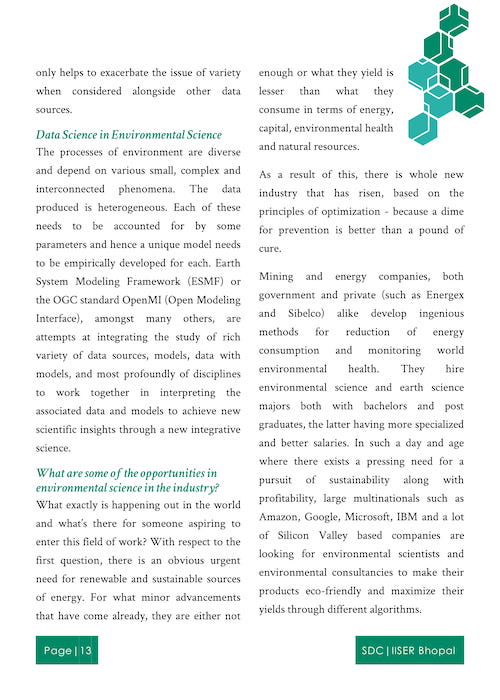 only helps to exacerbate the issue of variety
when considered alongside other data
sources.
Data Science in Environmental Science
The processes of environment are diverse
and depend on various small, complex and
interconnected phenomena. The data
produced is heterogeneous. Each of these
needs to be accounted for by some
parameters and hence a unique model needs
to be empirically developed for each. Earth
System Modeling Framework (ESMF) or
the OGC standard OpenMI (Open Modeling
Interface), amongst many others, are
attempts at integrating the study of rich
variety of data sources, models, data with
models, and most profoundly of disciplines
to work together in interpreting the
associated data and models to achieve new
scientific insights through a new integrative
science.
What are some of the opportunities in
environmental science in the industry?
What exactly is happening out in the world
and what's there for someone aspiring to
enter this field of work? With respect to the
first question, there is an obvious urgent
need for renewable and sustainable sources
of energy. For what minor advancements
that have come already, they are either not
enough or what they yield is
lesser than what they
consume in terms of energy,
capital, environmental health
and natural resources.
As a result of this, there is whole new
industry that has risen, based on the
principles of optimization - because a dime
for prevention is better than a pound of
cure.
Mining and energy companies, both
government and private (such as Energex
and Sibelco) alike develop ingenious
methods for reduction of energy
consumption and monitoring world
environmental health. They hire
environmental science and earth science
majors both with bachelors and post
graduates, the latter having more specialized
and better salaries. In such a day and age
where there exists a pressing need for a
pursuit of sustainability along with
profitability, large multinationals such as
Amazon, Google, Microsoft, IBM and a lot
of Silicon Valley based companies are
looking for environmental scientists and
environmental consultancies to make their
products eco-friendly and maximize their
yields through different algorithms.
Page|13
SDC|IISER Bhopal